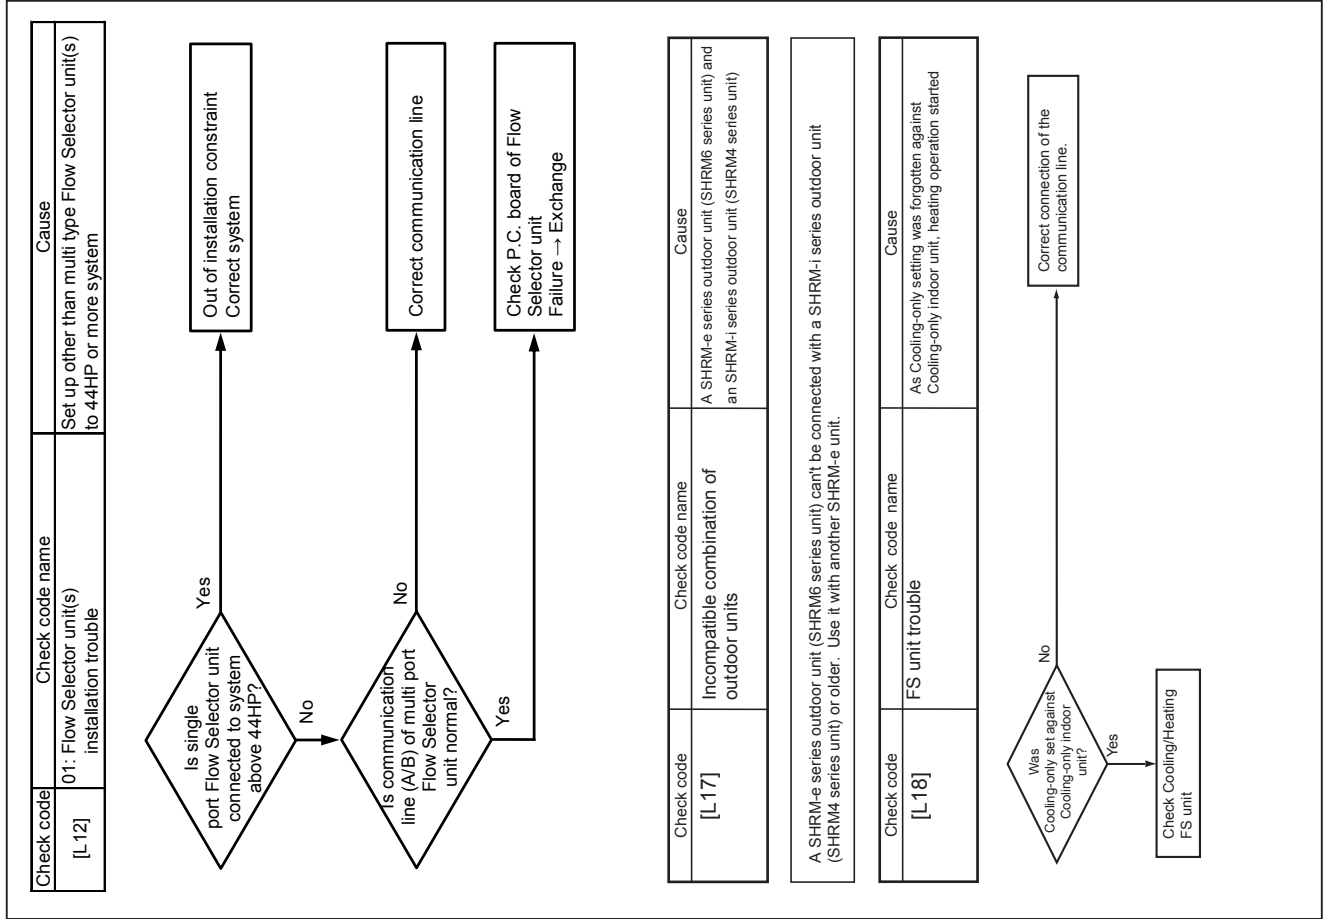 Check code
Check code name
Cause
[L12]
01: Flow Selector unit(s)
installation trouble
Set up other than multi type Flow Selector unit(s)
to 44HP or more system
Is single
port Flow Selector unit
connected to system
above 44HP?
Yes
Out of installation constraint
Correct system
No
Is communication
line (A/B) of multi port
Flow Selector
unit normal?
No
Correct communication line
Yes
Check P.C. board of Flow
Selector unit
Failure → Exchange
Check code
Check code name
Cause
[L17]
Incompatible combination of
outdoor units
A SHRM-e series outdoor unit (SHRM6 series unit) and
an SHRM-i series outdoor unit (SHRM4 series unit)
A SHRM-e series outdoor unit (SHRM6 series unit) can't be connected with a SHRM-i series outdoor unit
(SHRM4 series unit) or older. Use it with another SHRM-e unit.
Check code
Check code name
Cause
[L18]
FS unit trouble
As Cooling-only setting was forgotten against
Cooling-only indoor unit, heating operation started
Was
Cooling-only set against
Cooling-only indoor
unit?
No
Correct connection of the
communication line.
Yes
Check Cooling/Heating
FS unit